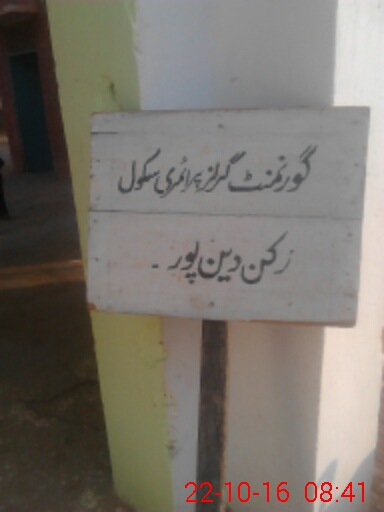 گورنمنٹ گرلز پرائمری سکول
رکن دین پور -
22-10-16 08:41